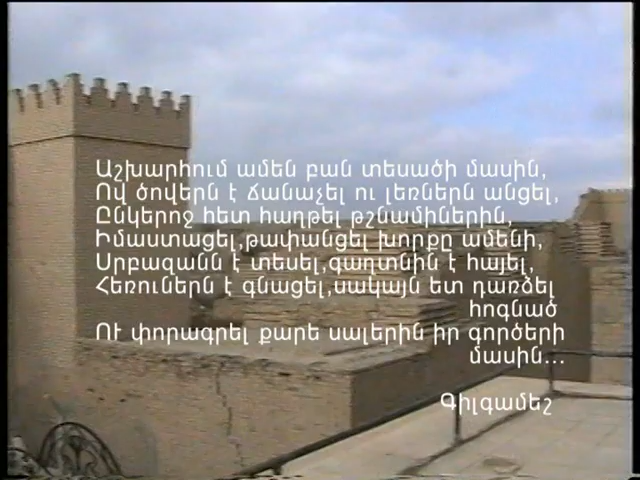 Աշխարհում ամեն բան տեսածի մասին,
Ով ծովերն է ճանաչել ու լեռներն անցել,
Ընկերոջ հետ հաղթել թշնամիներին,
Իմաստացել,թափանցել խորքը ամենի,
Սրբազանն է տեսել,գաղտնին է հայել,
Հեռուներն է գնացել,սակայն ետ դարձել
հոգնած
ՈՒ փորագրել քարե սալերին իր գործերի
մասին...
Գիլգամեշ